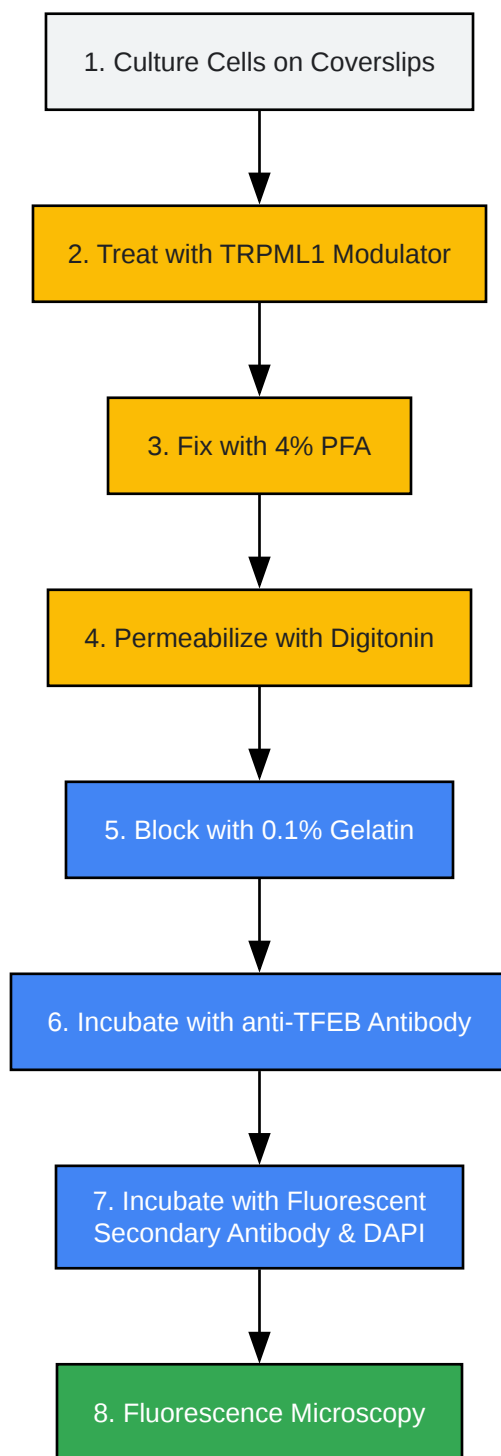 1. Culture Cells on Coverslips
2. Treat with TRPML1 Modulator
3. Fix with 4% PFA
4. Permeabilize with Digitonin
5. Block with 0.1% Gelatin
6. Incubate with anti-TFEB Antibody
7. Incubate with Fluorescent
Secondary Antibody & DAPI
8. Fluorescence Microscopy